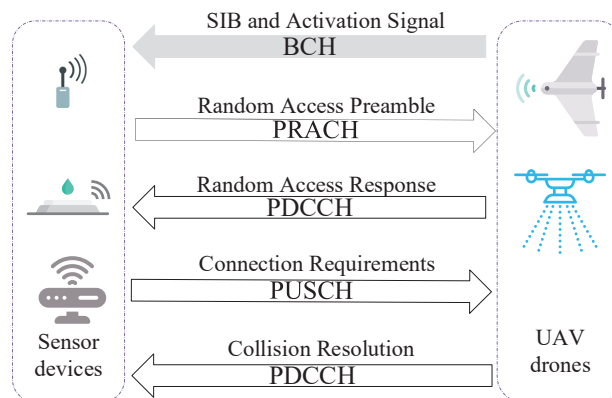 SIB and Activation Signal
BCH
Random Access Preamble
PRACH
Random Access Response
PDCCH
Connection Requirements
PUSCH
Collision Resolution
PDCCH
Sensor
devices
UAV
drones